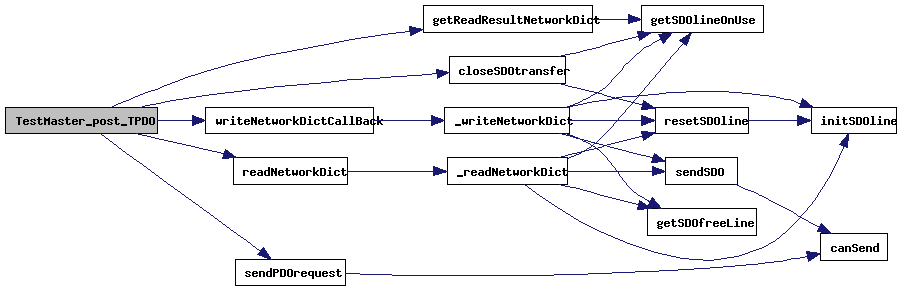 getReadResultNetworkDict
getSDOlineOnUse
closeSDOtransfer
TestMaster_post_TPDO
writeNetworkDictCallBack
_writeNetworkDict
resetSDOline
initSDOline
readNetworkDict
_readNetworkDict
sendSDO
getSDOfreeLine
canSend
sendPDOrequest